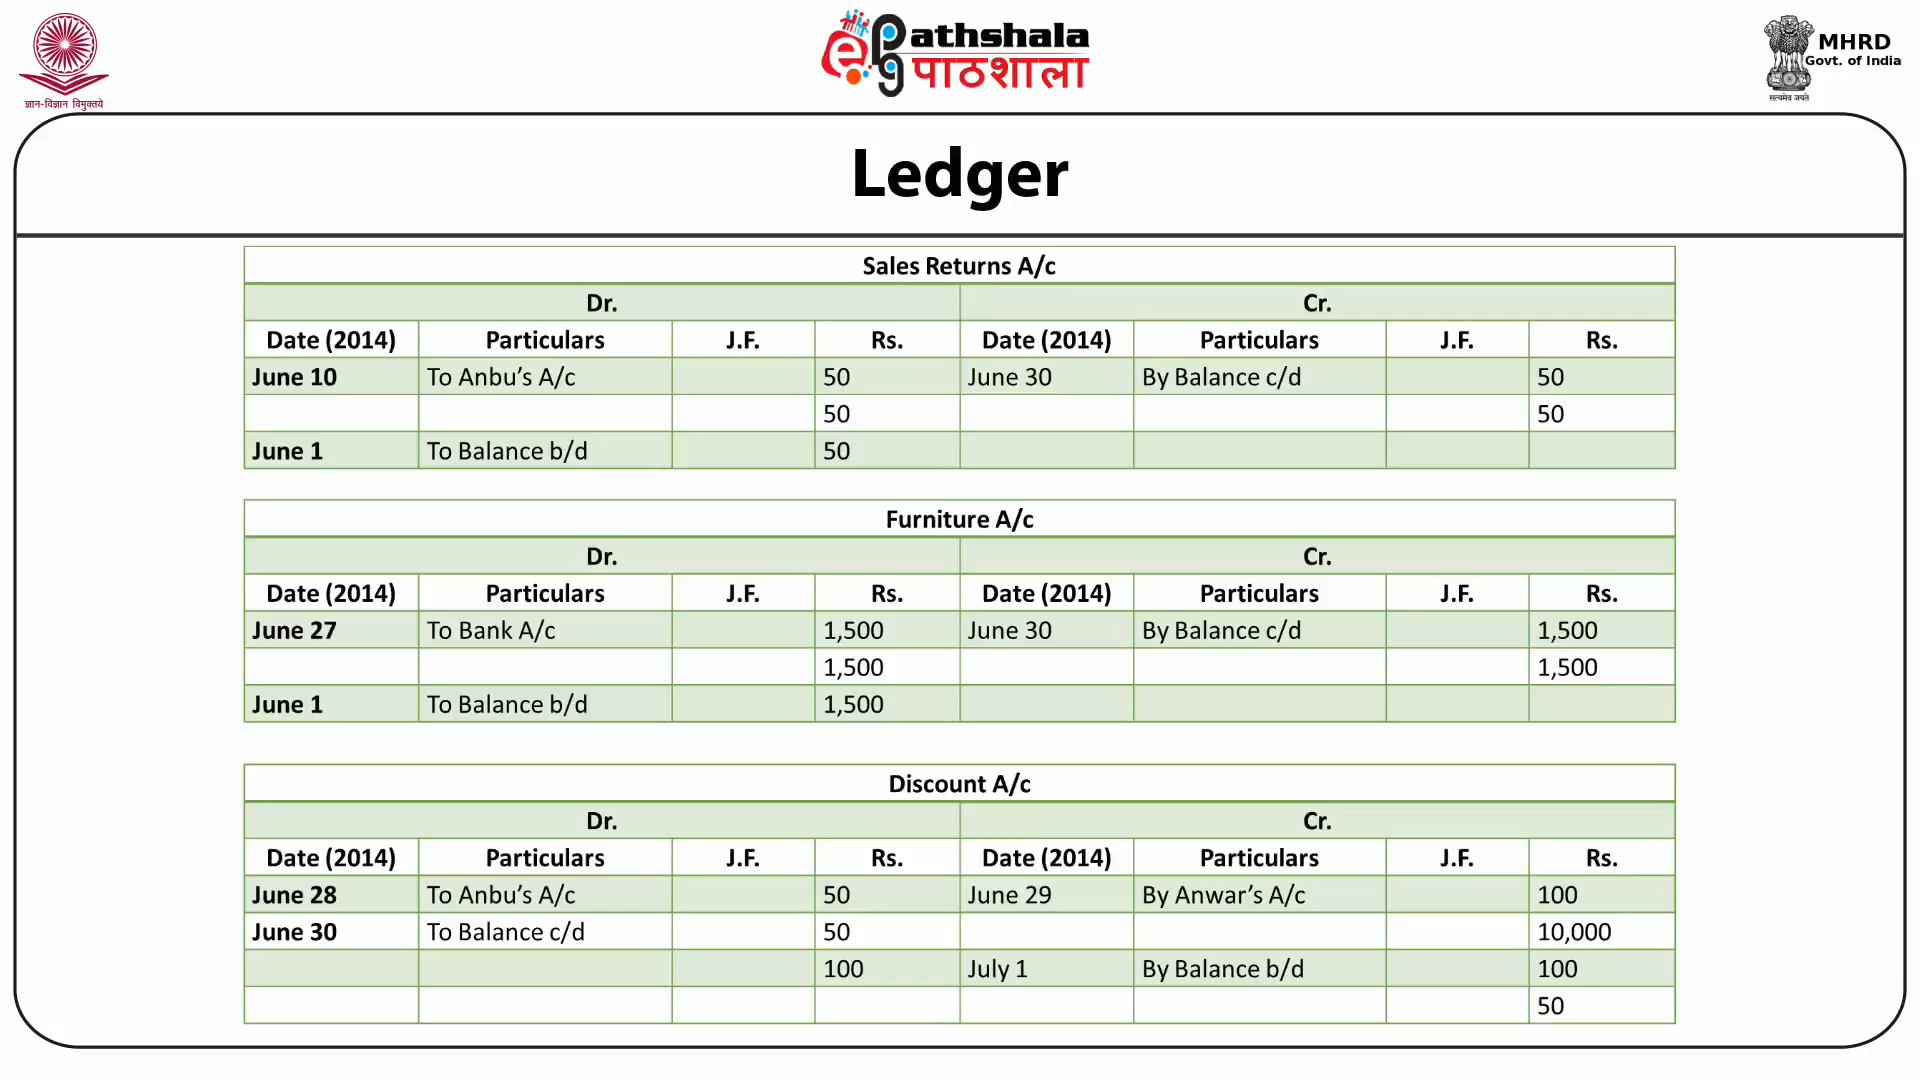 ज्ञान-विज्ञान विमुक्तये
ePathshala
पाठशाला
MHRD
Govt. of India
सत्यमेव जयते
Ledger
Sales Returns A/c
Dr. Cr.
Date (2014) Particulars J.F. Rs. Date (2014) Particulars J.F. Rs.
June 10 To Anbu’s A/c 50 June 30 By Balance c/d 50
50 50
June 1 To Balance b/d 50
Furniture A/c
Dr. Cr.
Date (2014) Particulars J.F. Rs. Date (2014) Particulars J.F. Rs.
June 27 To Bank A/c 1,500 June 30 By Balance c/d 1,500
1,500 1,500
June 1 To Balance b/d 1,500
Discount A/c
Dr. Cr.
Date (2014) Particulars J.F. Rs. Date (2014) Particulars J.F. Rs.
June 28 To Anbu’s A/c 50 June 29 By Anwar’s A/c 100
June 30 To Balance c/d 50 10,000
100 July 1 By Balance b/d 100
50